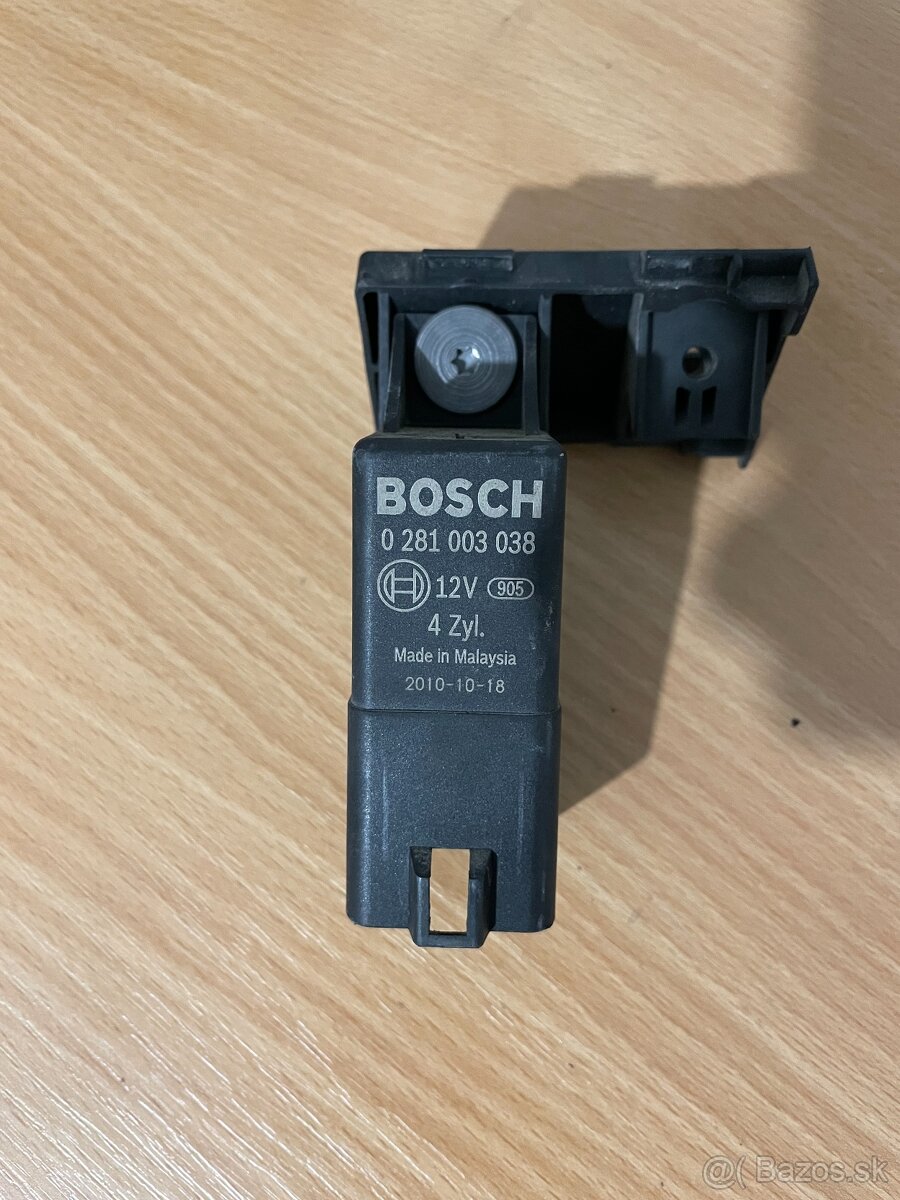 BOSCH
0 281 003 038
12V 905
4 Zyl.
Made in Malaysia
2010-10-18
@( Bazos.sk